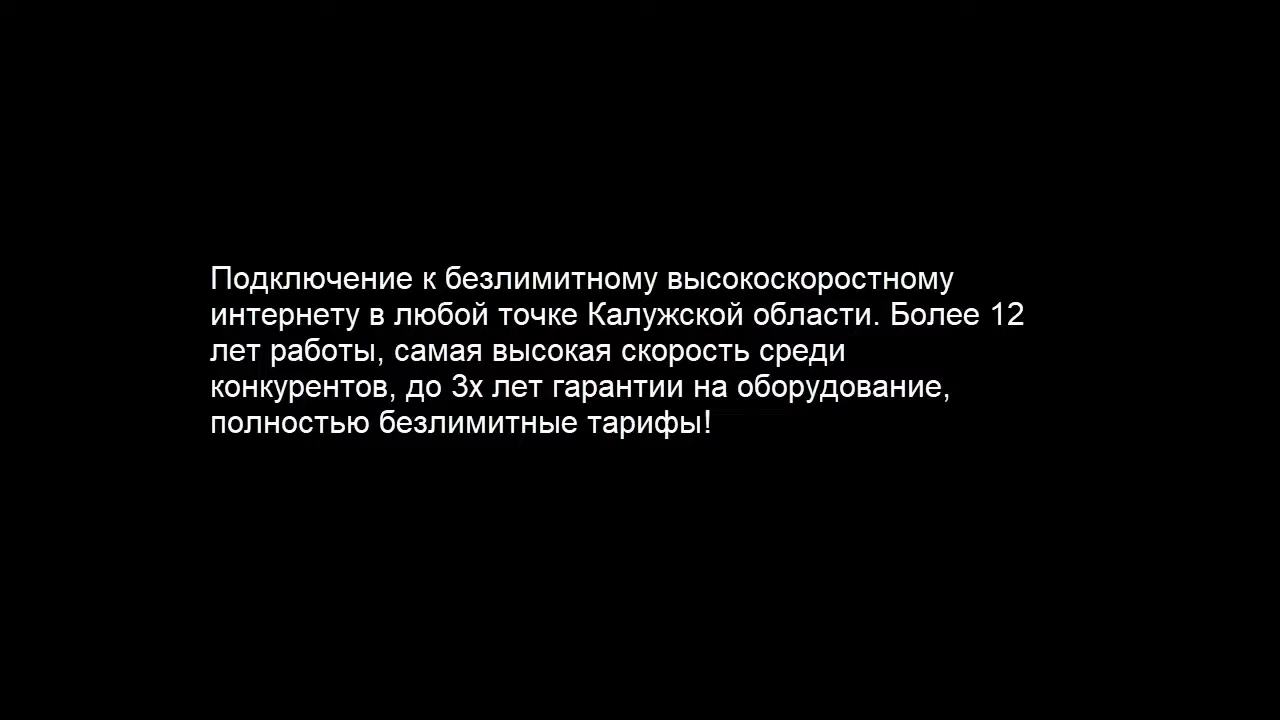 Подключение к безлимитному высокоскоростному
интернету в любой точке Калужской области. Более 12
лет работы, самая высокая скорость среди
конкурентов, до 3х лет гарантии на оборудование,
полностью безлимитные тарифы!